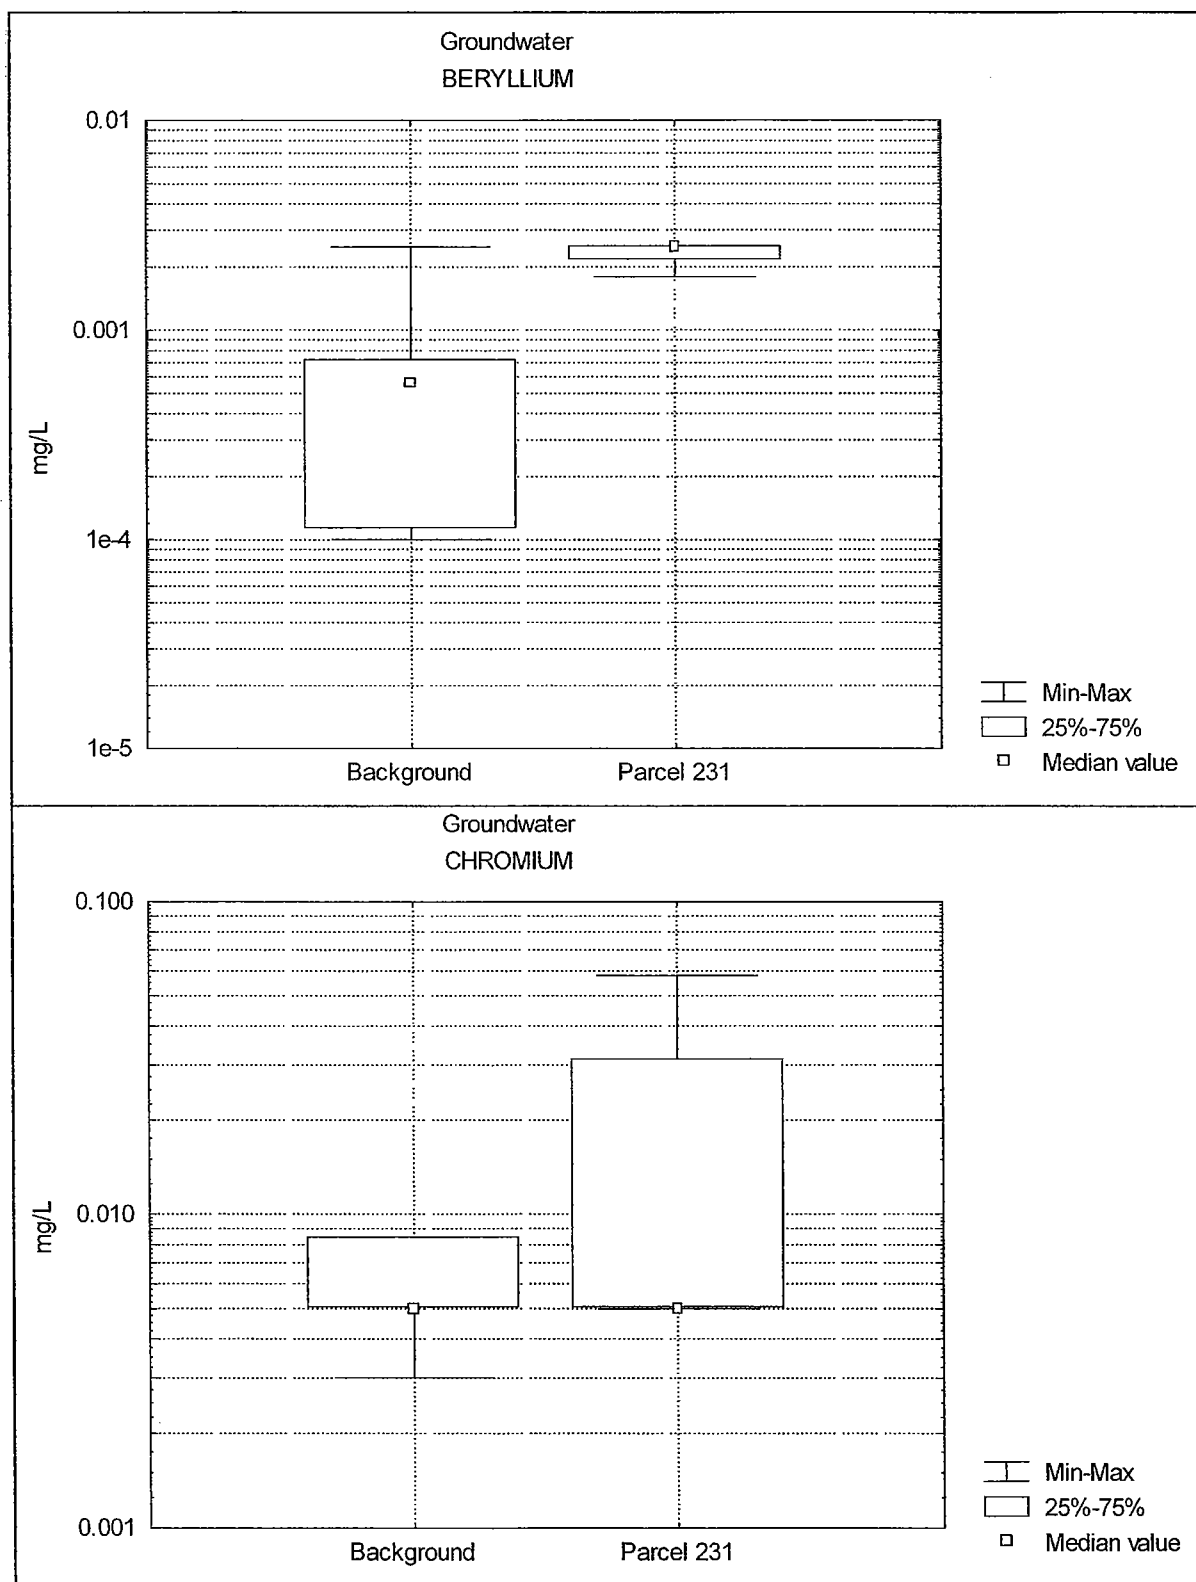 Groundwater
BERYLLIUM
0.01
0.001
mg/L
1e-4
1e-5
Background Parcel 231
Min-Max
25%-75%
Median value
Groundwater
CHROMIUM
0.100
0.010
mg/L
0.001
Background Parcel 231
Min-Max
25%-75%
Median value